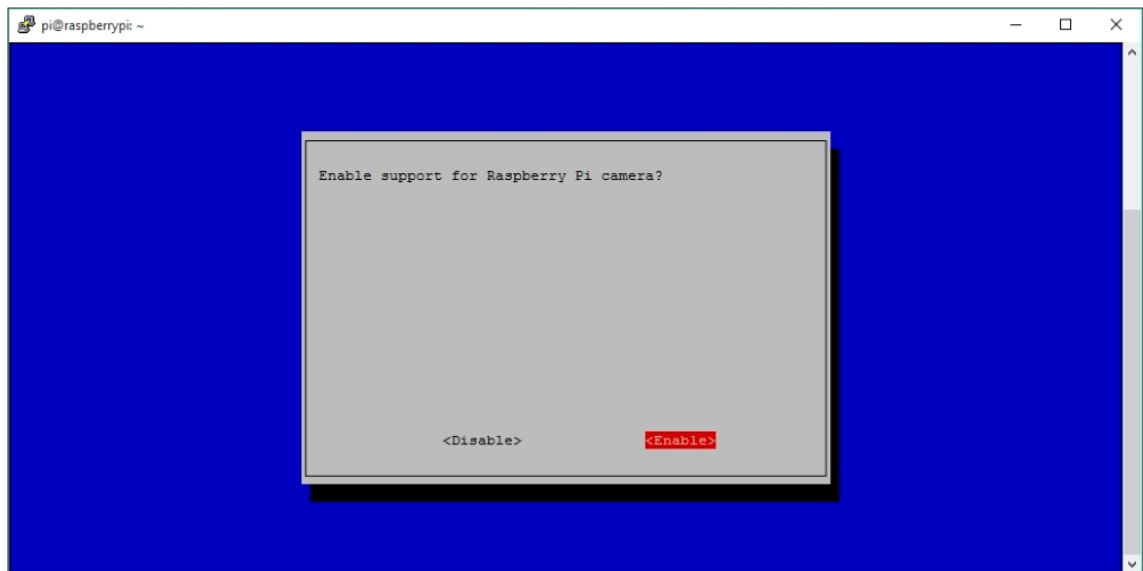 pi@raspberrypi: ~
Enable support for Raspberry Pi camera?
<Disable> <Enable>